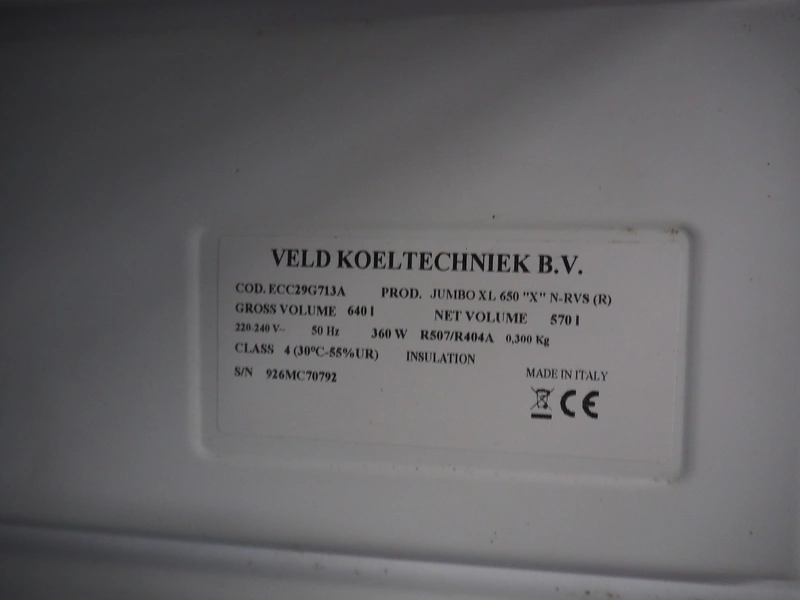 VELD KOELTECHNIEK B.V.
COD. ECC29G713A PROD. JUMBO XL 650 "X" N-RVS (R)
GROSS VOLUME 640 l NET VOLUME 570 l
220-240 V~ 50 Hz 360 W R507/R404A 0,300 Kg
CLASS 4 (30°C-55%UR) INSULATION
S/N 926MC70792
MADE IN ITALY
CE